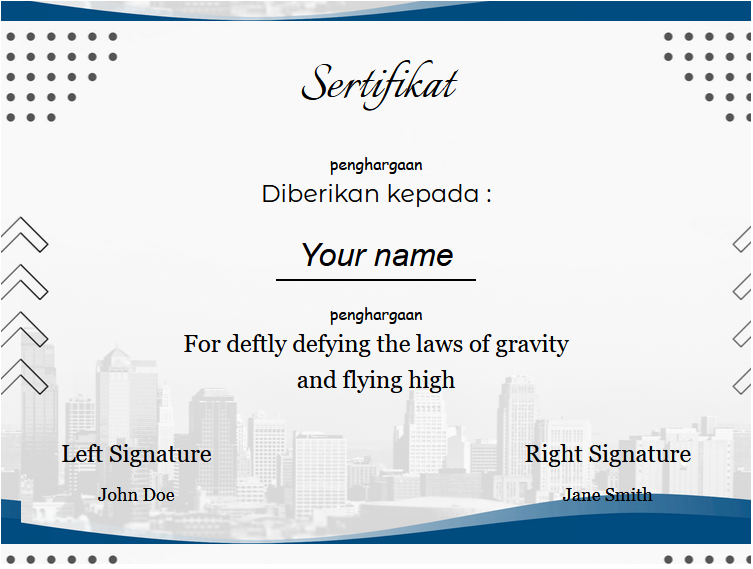 Sertifikat
penghargaan
Diberikan kepada :
Your name
penghargaan
For deftly defying the laws of gravity
and flying high
Left Signature
Right Signature
John Doe
Jane Smith